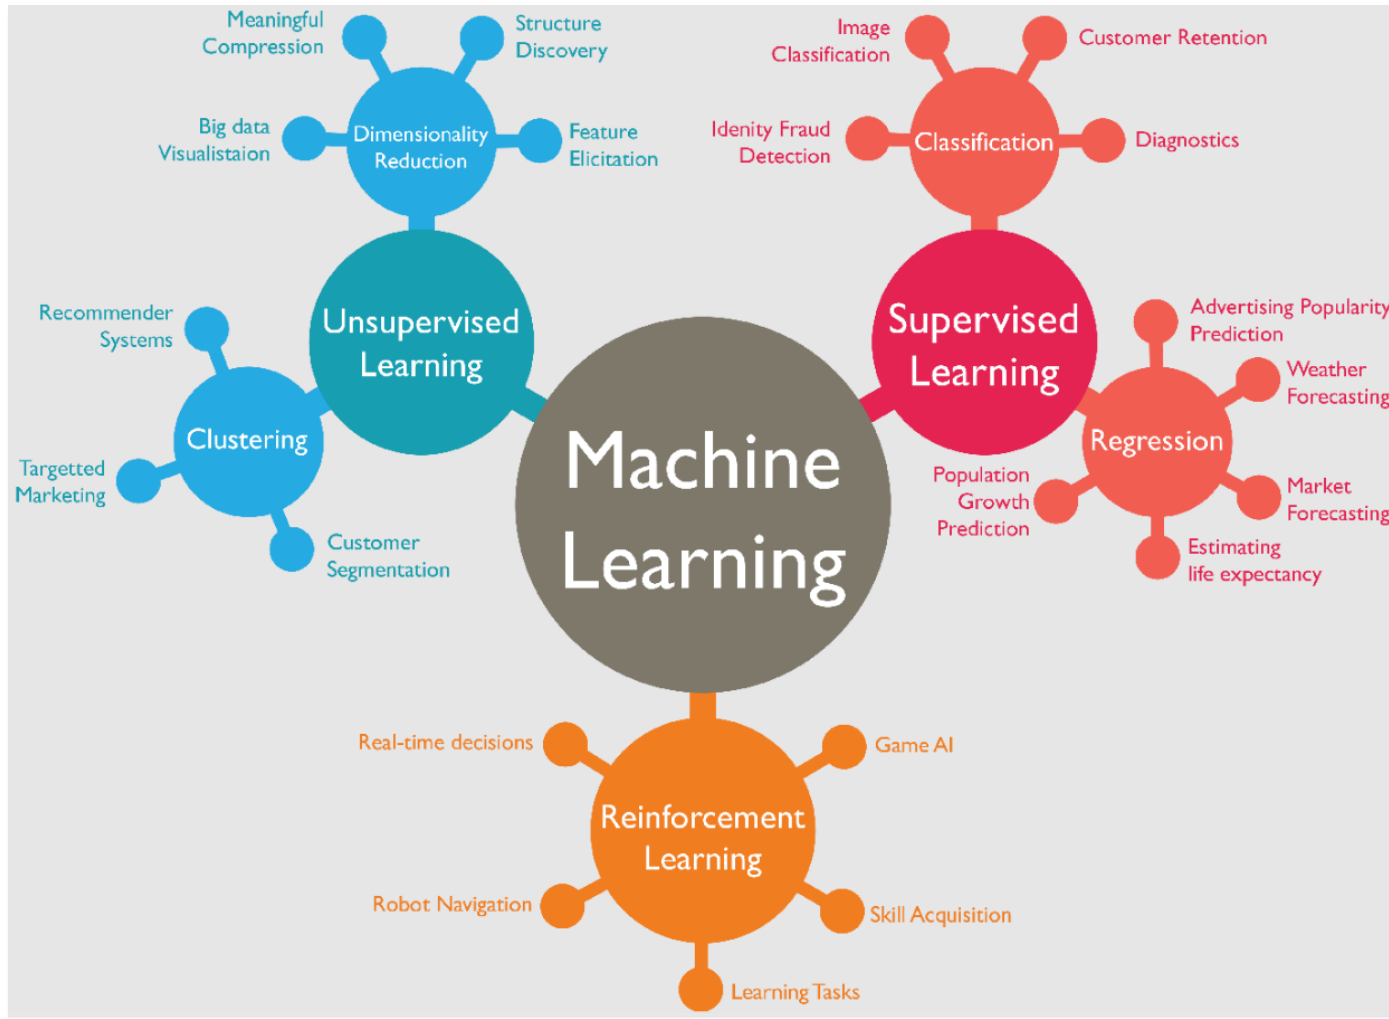 Meaningful
Compression
Structure
Discovery
Big data
Visualistaion
Dimensionality
Reduction
Feature
Elicitation
Image
Classification
Customer Retention
Idenity Fraud
Detection
Classification
Diagnostics
Recommender
Systems
Unsupervised
Learning
Clustering
Targetted
Marketing
Customer
Segmentation
Supervised
Learning
Advertising Popularity
Prediction
Weather
Forecasting
Regression
Population
Growth
Prediction
Market
Forecasting
Estimating
life expectancy
Machine
Learning
Real-time decisions
Game AI
Reinforcement
Learning
Robot Navigation
Skill Acquisition
Learning Tasks